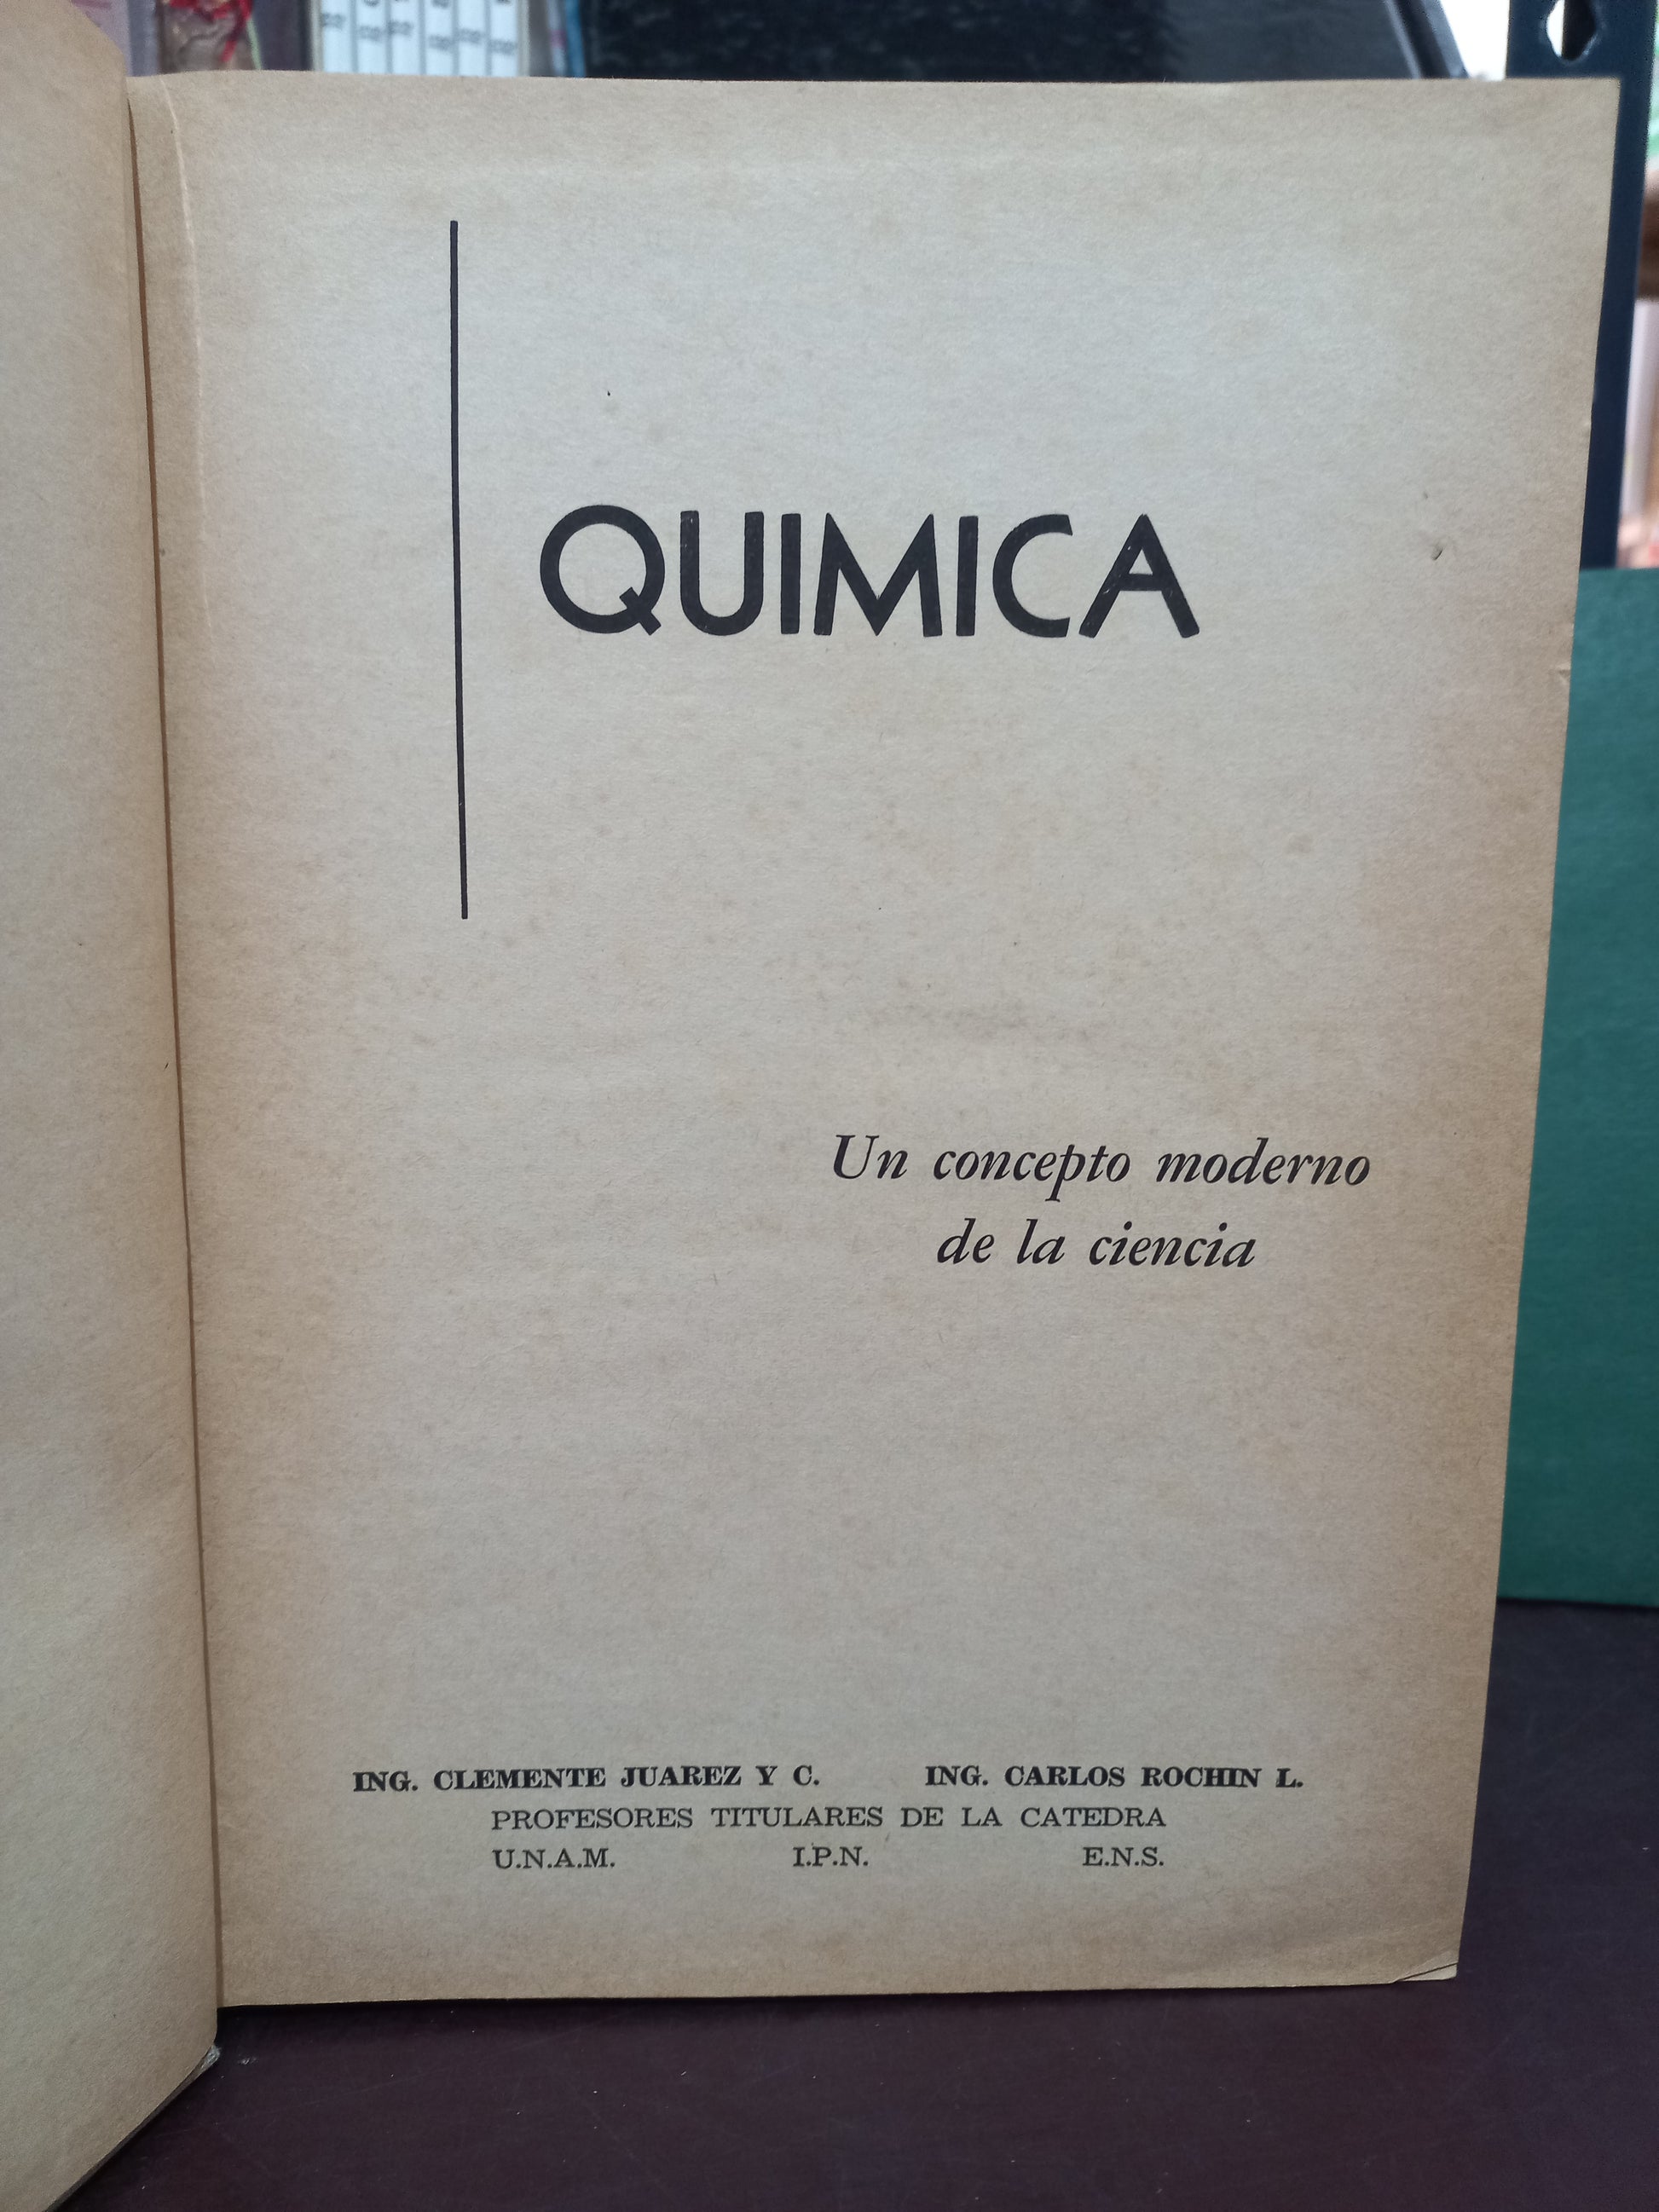 QUIMICA
Un concepto moderno
de la ciencia
ING. CLEMENTE JUAREZ Y C. ING. CARLOS ROCHIN L.
PROFESORES TITULARES DE LA CATEDRA
U.N.A.M. I.P.N. E.N.S.